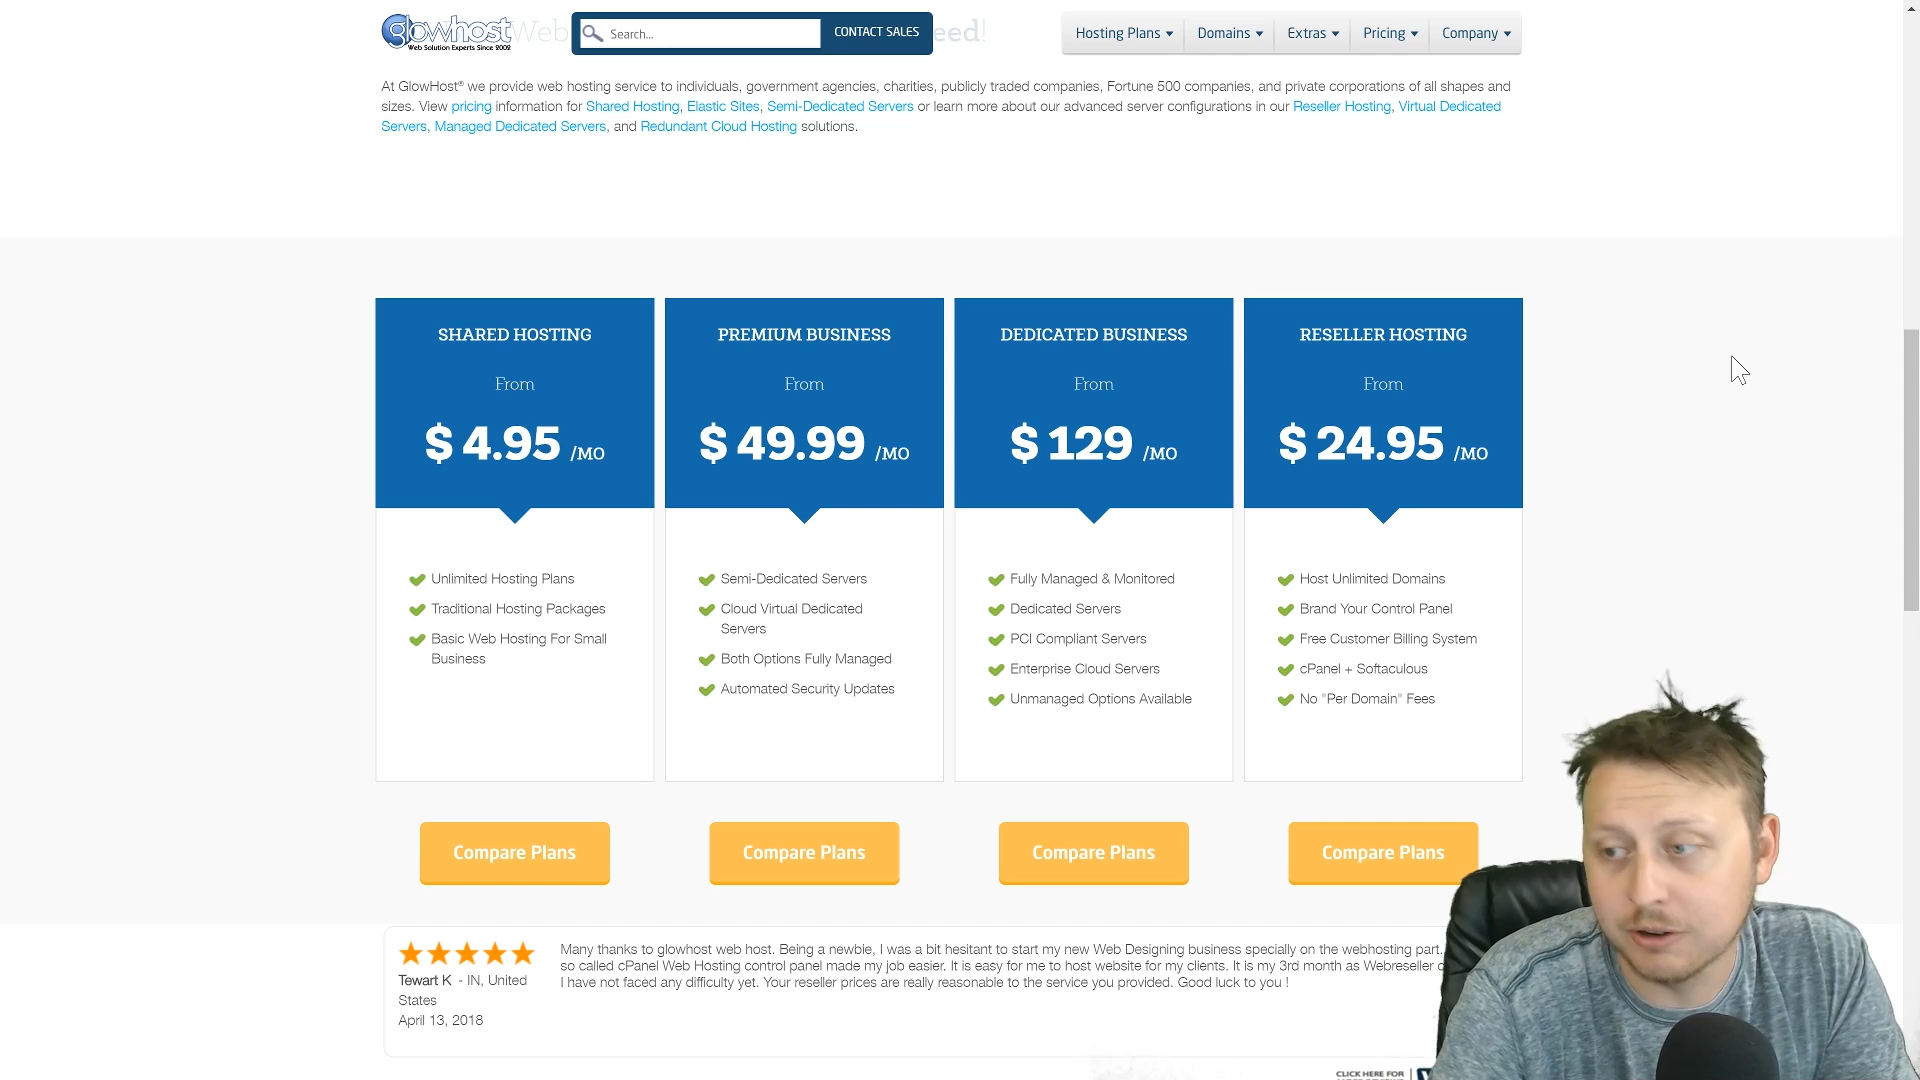 glowhost
Web Solution Experts Since 2002
Web
Search...
CONTACT SALES
eed!
Hosting Plans
Domains
Extras
Pricing
Company
At GlowHost® we provide web hosting service to individuals, government agencies, charities, publicly traded companies, Fortune 500 companies, and private corporations of all shapes and
sizes. View pricing information for Shared Hosting, Elastic Sites, Semi-Dedicated Servers or learn more about our advanced server configurations in our Reseller Hosting, Virtual Dedicated
Servers, Managed Dedicated Servers, and Redundant Cloud Hosting solutions.
SHARED HOSTING
From
$ 4.95 /MO
Unlimited Hosting Plans
Traditional Hosting Packages
Basic Web Hosting For Small
Business
Compare Plans
PREMIUM BUSINESS
From
$ 49.99 /MO
Semi-Dedicated Servers
Cloud Virtual Dedicated
Servers
Both Options Fully Managed
Automated Security Updates
Compare Plans
DEDICATED BUSINESS
From
$ 129 /MO
Fully Managed & Monitored
Dedicated Servers
PCI Compliant Servers
Enterprise Cloud Servers
Unmanaged Options Available
Compare Plans
RESELLER HOSTING
From
$ 24.95 /MO
Host Unlimited Domains
Brand Your Control Panel
Free Customer Billing System
cPanel + Softaculous
No "Per Domain" Fees
Compare Plans
Tewart K - IN, United
States
April 13, 2018
Many thanks to glowhost web host. Being a newbie, I was a bit hesitant to start my new Web Designing business specially on the webhosting part.
so called cPanel Web Hosting control panel made my job easier. It is easy for me to host website for my clients. It is my 3rd month as Webreseller
I have not faced any difficulty yet. Your reseller prices are really reasonable to the service you provided. Good luck to you !
CLICK HERE FOR